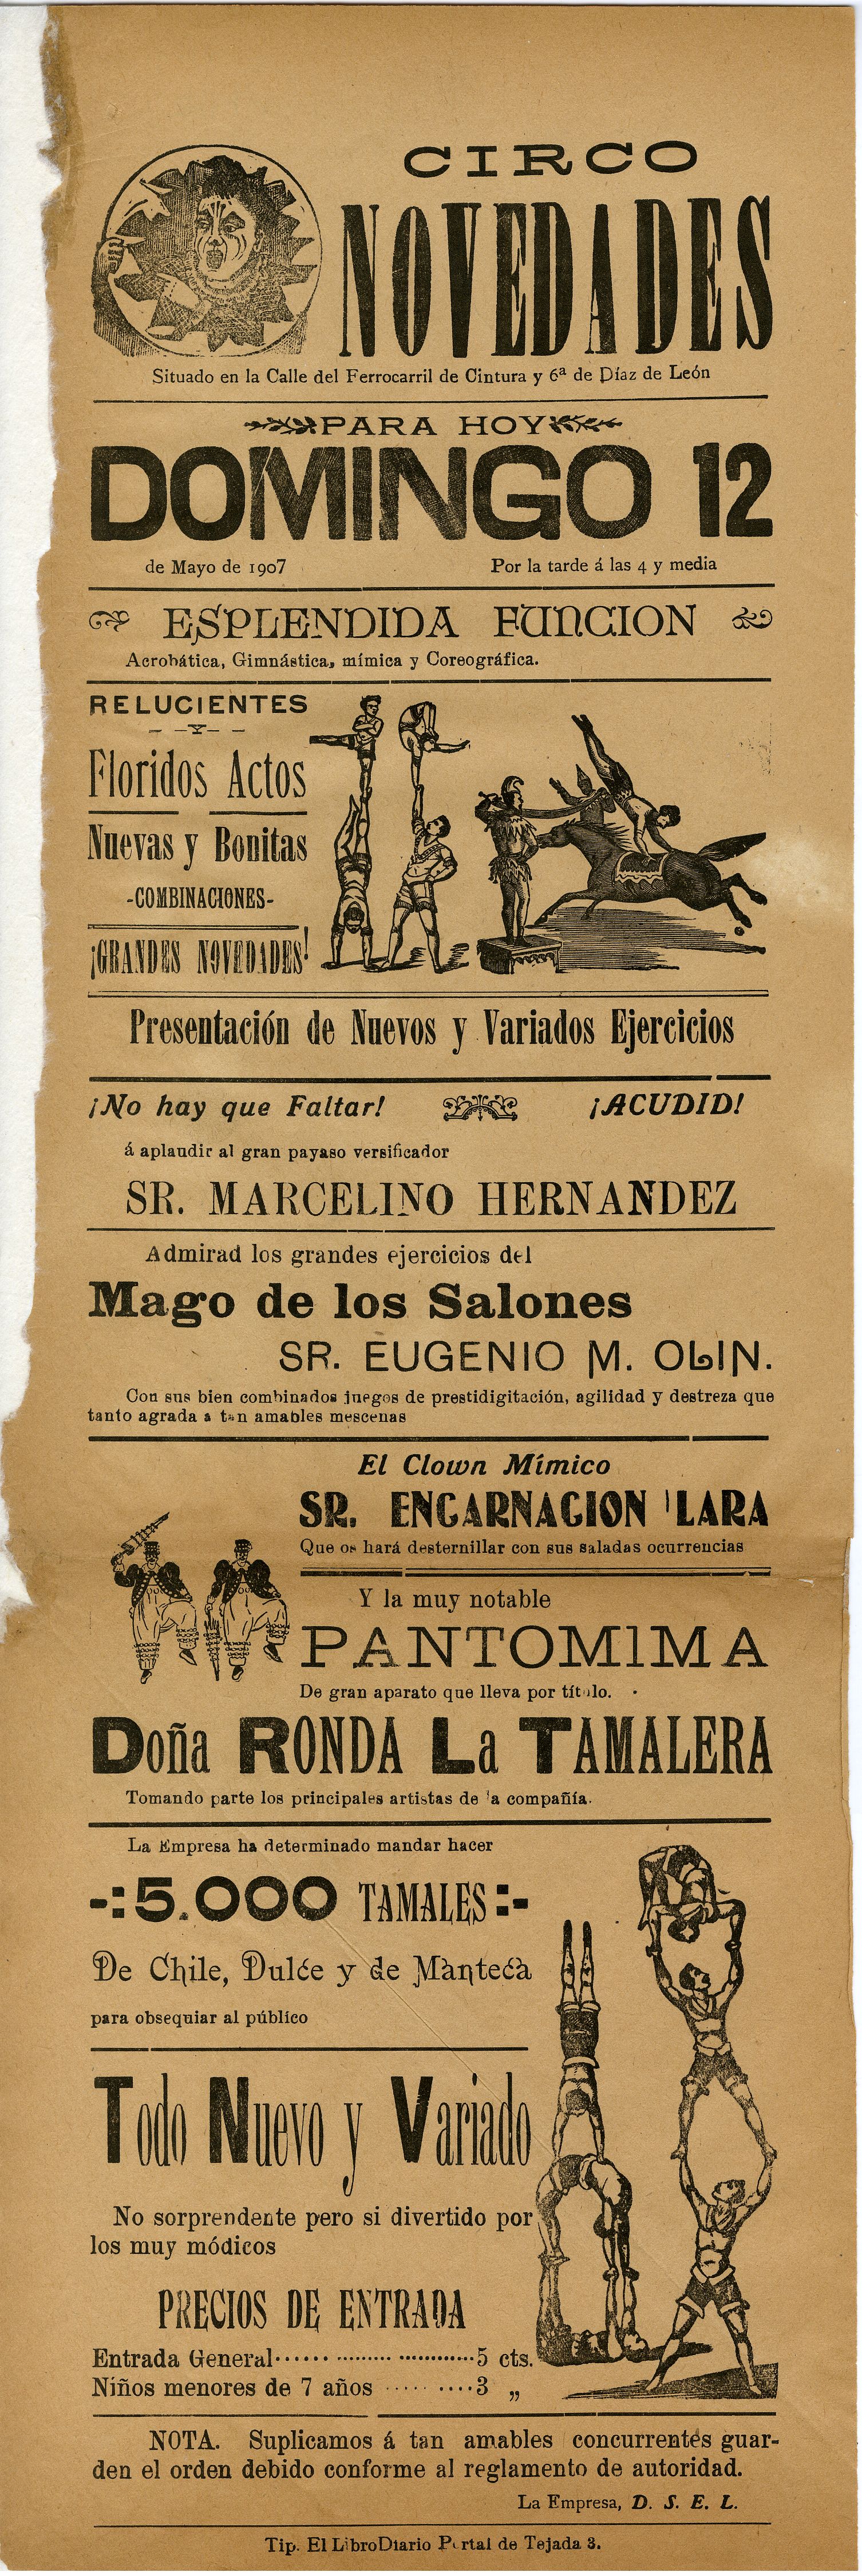 CIRCO
NOVEDADES
Situado en la Calle del Ferrocarril de Cintura y 6ª de Díaz de León
PARA HOY
DOMINGO 12
de Mayo de 1907 Por la tarde á las 4 y media
ESPLENDIDA FUNCION
Acrobática, Gimnástica, mímica y Coreográfica.
RELUCIENTES
- -Y- -
Floridos Actos
Nuevas y Bonitas
-COMBINACIONES-
¡GRANDES NOVEDADES!
Presentación de Nuevos y Variados Ejercicios
¡No hay que Faltar! ¡ACUDID!
á aplaudir al gran payaso versificador
SR. MARCELINO HERNANDEZ
Admirad los grandes ejercicios del
Mago de los Salones
SR. EUGENIO M. OLIN.
Con sus bien combinados juegos de prestidigitación, agilidad y destreza que
tanto agrada a tan amables mescenas
El Clown Mímico
SR. ENCARNACION LARA
Que os hará desternillar con sus saladas ocurrencias
Y la muy notable
PANTOMIMA
De gran aparato que lleva por título.
Doña RONDA La TAMALERA
Tomando parte los principales artistas de la compañía.
La Empresa ha determinado mandar hacer
-:5.000 TAMALES:-
De Chile, Dulce y de Manteca
para obsequiar al público
Todo Nuevo y Variado
No sorprendente pero si divertido por
los muy módicos
PRECIOS DE ENTRADA
Entrada General...... ......... ............5 cts.
Niños menores de 7 años ..... ....3 „
NOTA. Suplicamos á tan amables concurrentes guar-
den el orden debido conforme al reglamento de autoridad.
La Empresa, D. S. E. L.
Tip. El LibroDiario Portal de Tejada 3.